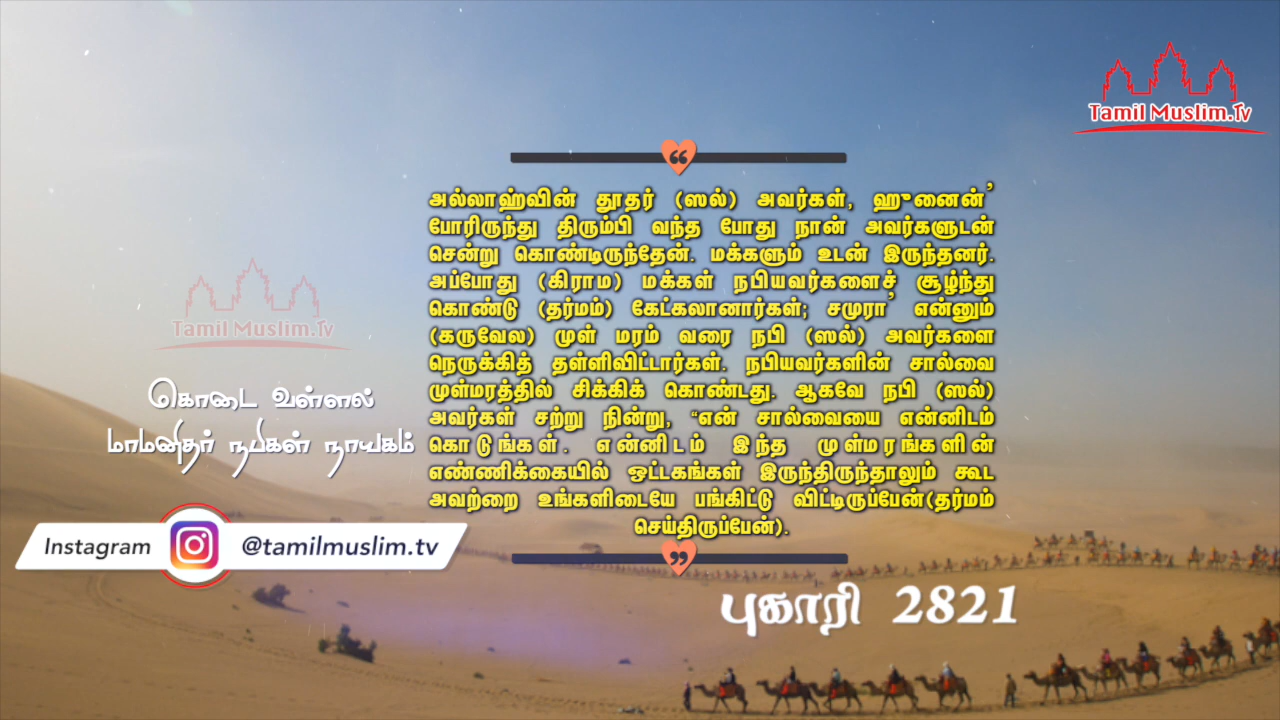 Tamil Muslim.Tv
அல்லாஹ்வின் தூதர் (ஸல்) அவர்கள், ஹுனைன்’
போரிருந்து திரும்பி வந்த போது நான் அவர்களுடன்
சென்று கொண்டிருந்தேன். மக்களும் உடன் இருந்தனர்.
அப்போது (கிராம) மக்கள் நபியவர்களைச் சூழ்ந்து
கொண்டு (தர்மம்) கேட்கலானார்கள்; சமுரா’ என்னும்
(கருவேல) முள் மரம் வரை நபி (ஸல்) அவர்களை
நெருக்கித் தள்ளிவிட்டார்கள். நபியவர்களின் சால்வை
முள்மரத்தில் சிக்கிக் கொண்டது. ஆகவே நபி (ஸல்)
அவர்கள் சற்று நின்று, “என் சால்வையை என்னிடம்
கொடுங்கள். என்னிடம் இந்த முள்மரங்களின்
எண்ணிக்கையில் ஒட்டகங்கள் இருந்திருந்தாலும் கூட
அவற்றை உங்களிடையே பங்கிட்டு விட்டிருப்பேன்(தர்மம்
செய்திருப்பேன்).
புகாரி 2821
Tamil Muslim.Tv
கொடை வள்ளல்
மாமனிதர் நபிகள் நாயகம்
Instagram @tamilmuslim.tv